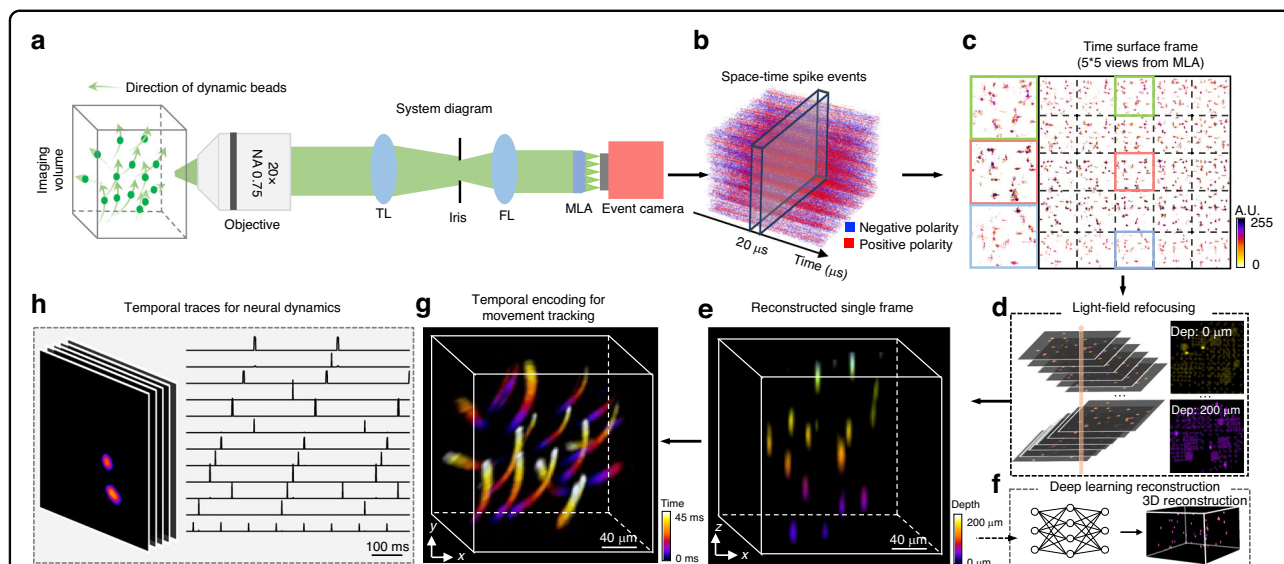 a
Direction of dynamic beads
Imaging
volume
20×
NA 0.75
Objective
System diagram
TL
Iris
FL
MLA
Event camera
b
Space-time spike events
20 µs
Time (µs)
Negative polarity
Positive polarity
c
Time surface frame
(5*5 views from MLA)
A.U.
255
0
d
Light-field refocusing
Dep: 0 µm
...
...
Dep: 200 µm
e
Reconstructed single frame
z
x
40 µm
Depth
200 µm
0 µm
f
Deep learning reconstruction
3D reconstruction
g
Temporal encoding for
movement tracking
y
x
40 µm
Time
45 ms
0 ms
h
Temporal traces for neural dynamics
100 ms